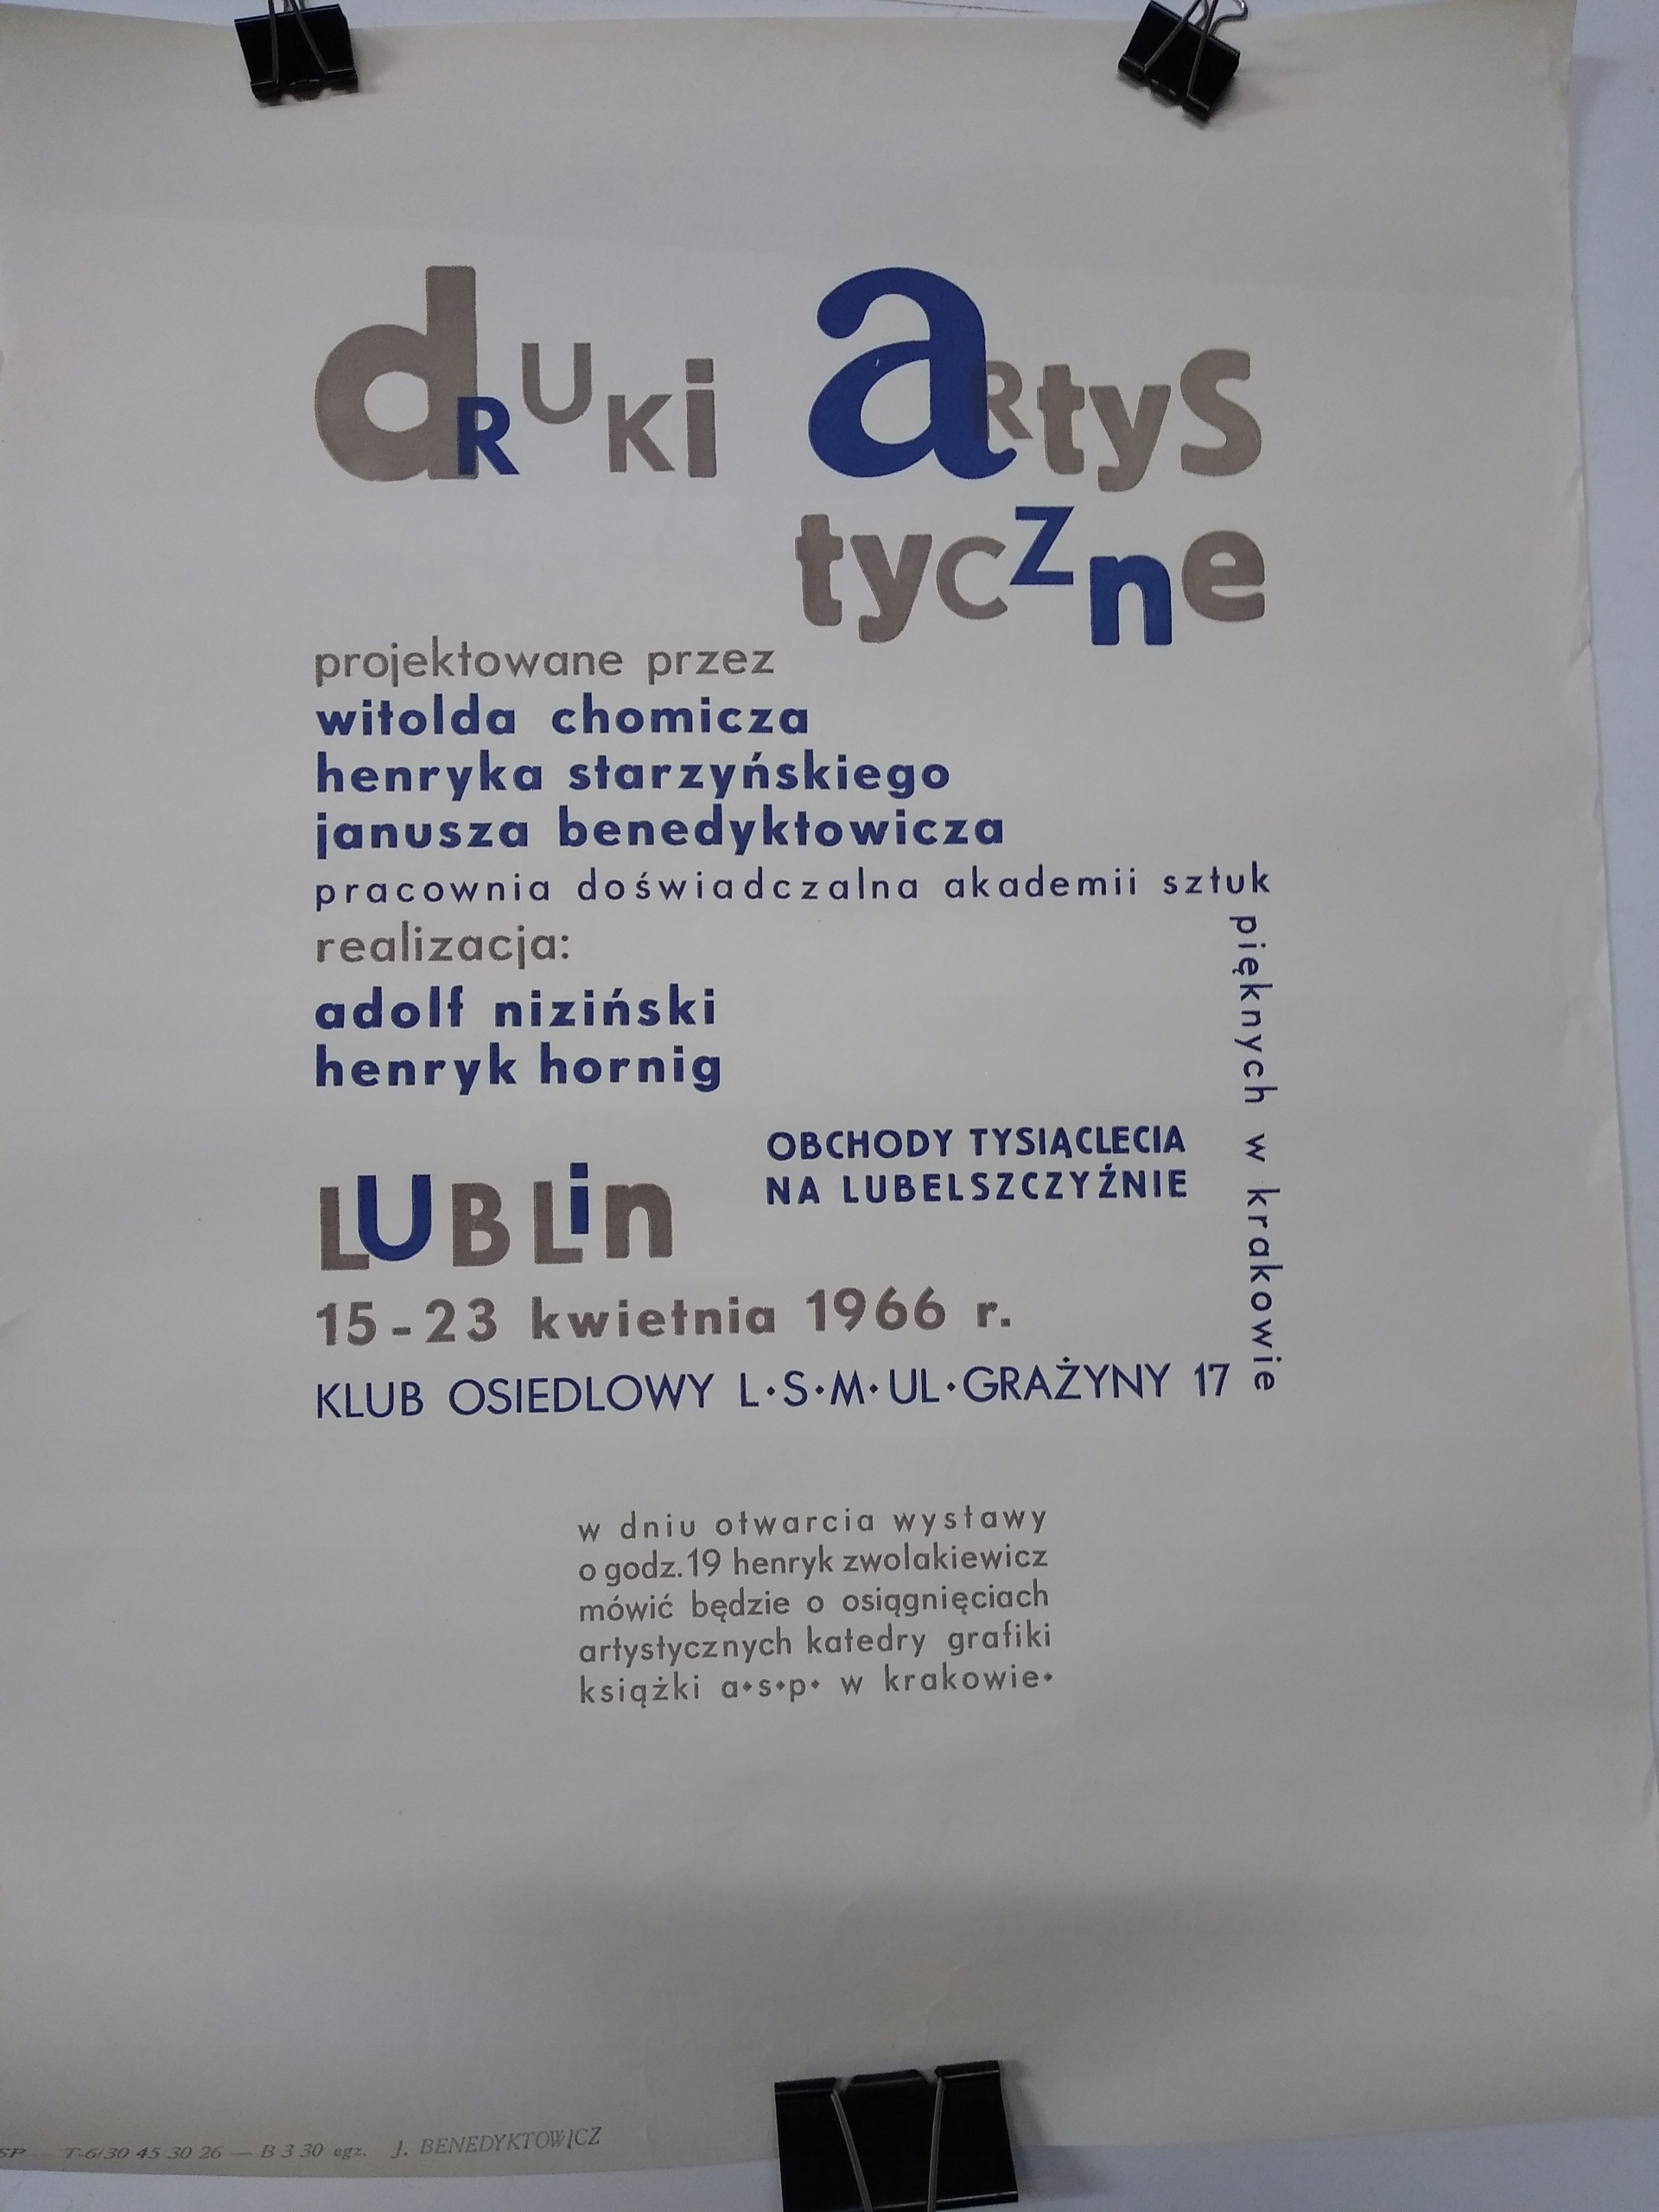 dRUKi aRtyS
tyczne
projektowane przez
witolda chomicza
henryka starzyńskiego
janusza benedyktowicza
pracownia doświadczalna akademii sztuk
pięknych w krakowie
realizacja:
adolf niziński
henryk hornig
OBCHODY TYSIĄCLECIA
NA LUBELSZCZYŹNIE
LUBLin
15-23 kwietnia 1966 r.
KLUB OSIEDLOWY L·S·M·UL·GRAŻYNY 17
w dniu otwarcia wystawy
o godz.19 henryk zwolakiewicz
mówić będzie o osiągnięciach
artystycznych katedry grafiki
książki a·s·p· w krakowie·
SP — T-6/30 45 30 26 — B 3 30 egz. J. BENEDYKTOWICZ